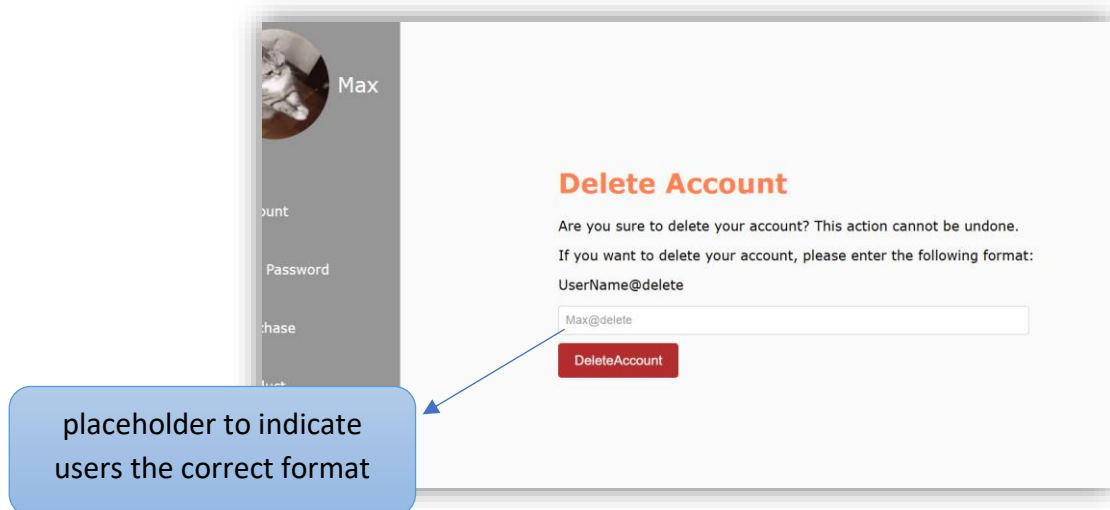 Max
Delete Account
ount
Are you sure to delete your account? This action cannot be undone.
If you want to delete your account, please enter the following format:
Password
UserName@delete
Max@delete
chase
DeleteAccount
placeholder to indicate
users the correct format